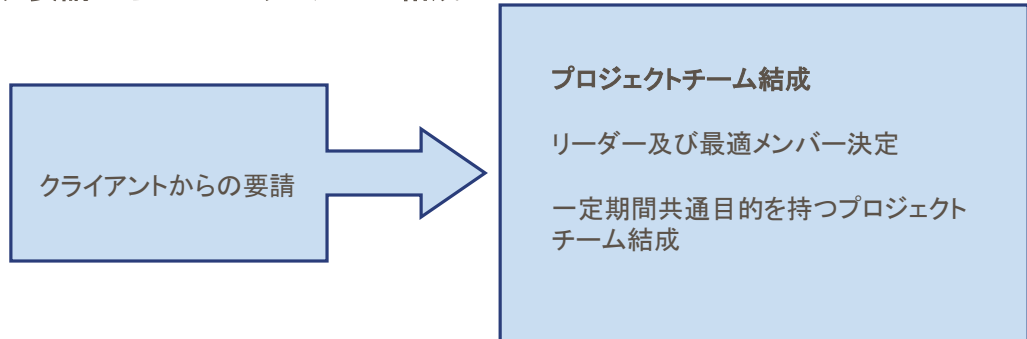 プロジェクトチーム結成
リーダー及び最適メンバー決定
クライアントからの要請
一定期間共通目的を持つプロジェクト
チーム結成